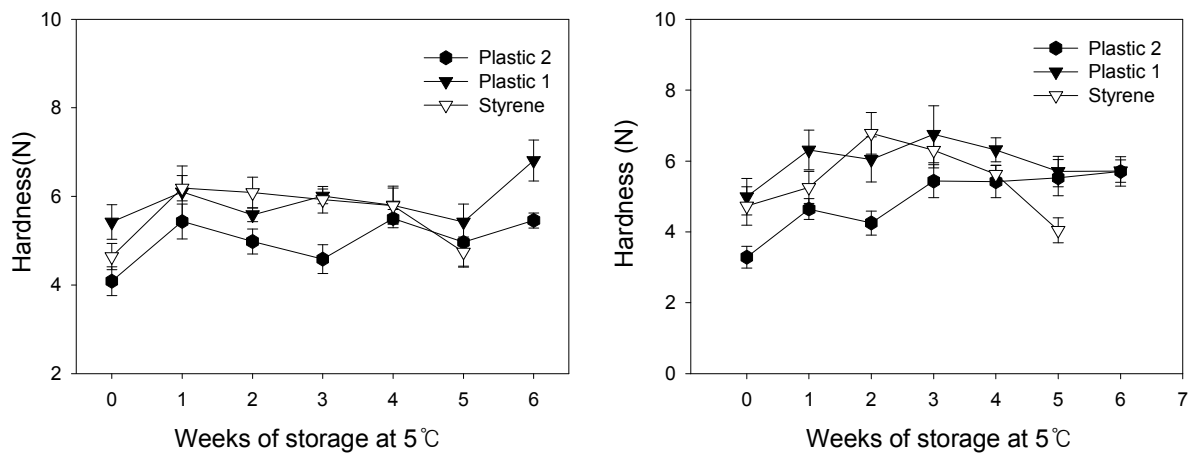 10
8
6
4
2
Hardness(N)
Plastic 2
Plastic 1
Styrene
0 1 2 3 4 5 6
Weeks of storage at 5℃
10
8
6
4
2
0
Hardness (N)
Plastic 2
Plastic 1
Styrene
0 1 2 3 4 5 6 7
Weeks of storage at 5℃